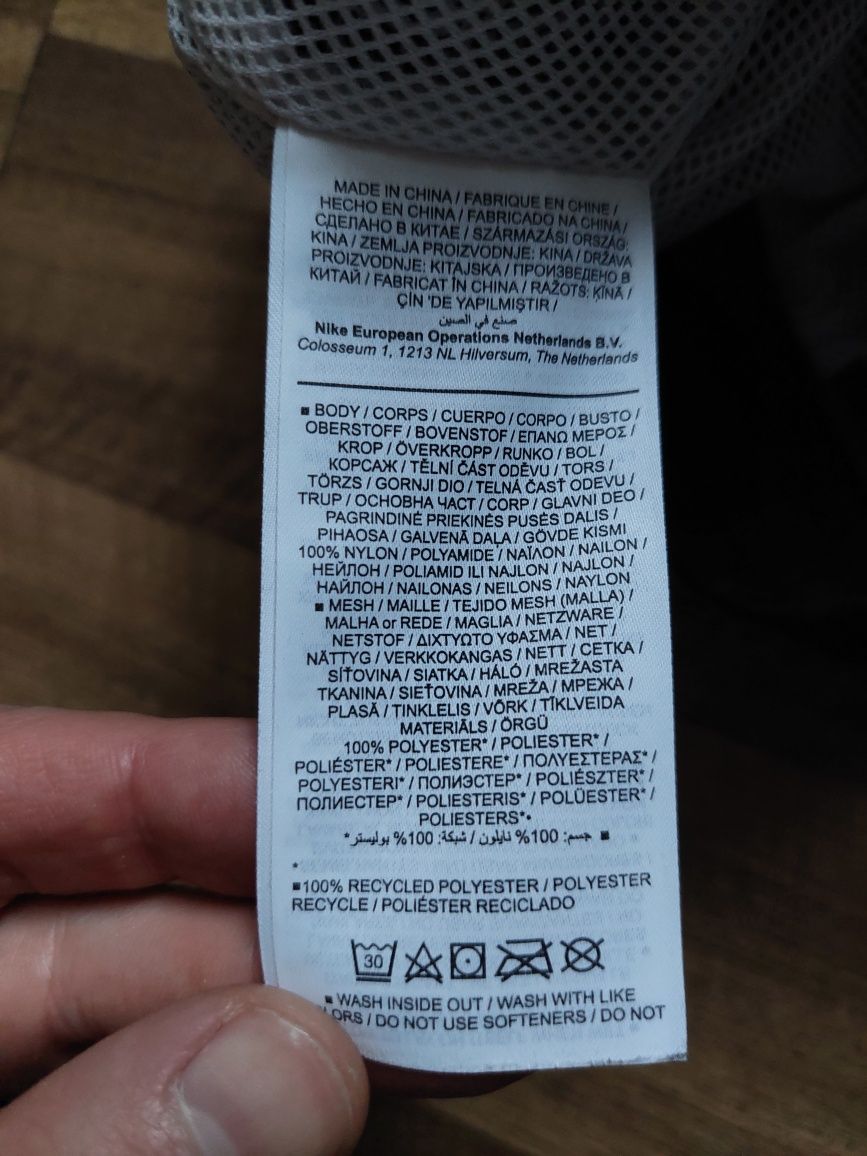 MADE IN CHINA / FABRIQUE EN CHINE /
HECHO EN CHINA / FABRICADO NA CHINA /
СДЕЛАНО В КИТАЕ / SZÁRMAZÁSI ORSZÁG:
KINA / ZEMLJA PROIZVODNJE: KINA / DRŽAVA
PROIZVODNJE: KITAJSKA / ПРОИЗВЕДЕНО В
КИТАЙ / FABRICAT ÎN CHINA / RAŽOTS: ĶĪNĀ /
ÇİN 'DE YAPILMIŞTIR /
صنع في الصين
Nike European Operations Netherlands B.V.
Colosseum 1, 1213 NL Hilversum, The Netherlands
■ BODY / CORPS / CUERPO / CORPO / BUSTO /
OBERSTOFF / BOVENSTOF / ΕΠΑΝΩ ΜΕΡΟΣ /
KROP / ÖVERKROPP / RUNKO / BOL /
КОРСАЖ / TĚLNÍ ČÁST ODĚVU / TORS /
TÖRZS / GORNJI DIO / TELNÁ ČASŤ ODEVU /
TRUP / ОСНОВНА ЧАСТ / CORP / GLAVNI DEO /
PAGRINDINĖ PRIEKINĖS PUSĖS DALIS /
PIHAOSA / GALVENĀ DAĻA / GÖVDE KISMI
100% NYLON / POLYAMIDE / ΝΑΪΛΟΝ / NAILON /
НЕЙЛОН / POLIAMID ILI NAJLON / NAJLON /
НАЙЛОН / NAILONAS / NEILONS / NAYLON
■ MESH / MAILLE / TEJIDO MESH (MALLA) /
MALHA or REDE / MAGLIA / NETZWARE /
NETSTOF / ΔΙΧΤΥΩΤΟ ΥΦΑΣΜΑ / NET /
NÄTTYG / VERKKOKANGAS / NETT / СЕТКА /
SÍŤOVINA / SIATKA / HÁLÓ / MREŽASTA
TKANINA / SIEŤOVINA / MREŽA / МРЕЖА /
PLASĂ / TINKLELIS / VÕRK / TĪKLVEIDA
MATERIĀLS / ÖRGÜ
100% POLYESTER* / POLIESTER* /
POLIÉSTER* / POLIESTERE* / ΠΟΛΥΕΣΤΕΡΑΣ* /
POLYESTERI* / ПОЛИЭСТЕР* / POLIÉSZTER* /
ПОЛИЕСТЕР* / POLIESTERIS* / POLÜESTER* /
POLIESTERS*•
■ جسم: 100% نايلون / شبكة: 100% بوليستر*
*
■ 100% RECYCLED POLYESTER / POLYESTER
RECYCLE / POLIÉSTER RECICLADO
30
■ WASH INSIDE OUT / WASH WITH LIKE
LORS / DO NOT USE SOFTENERS / DO NOT